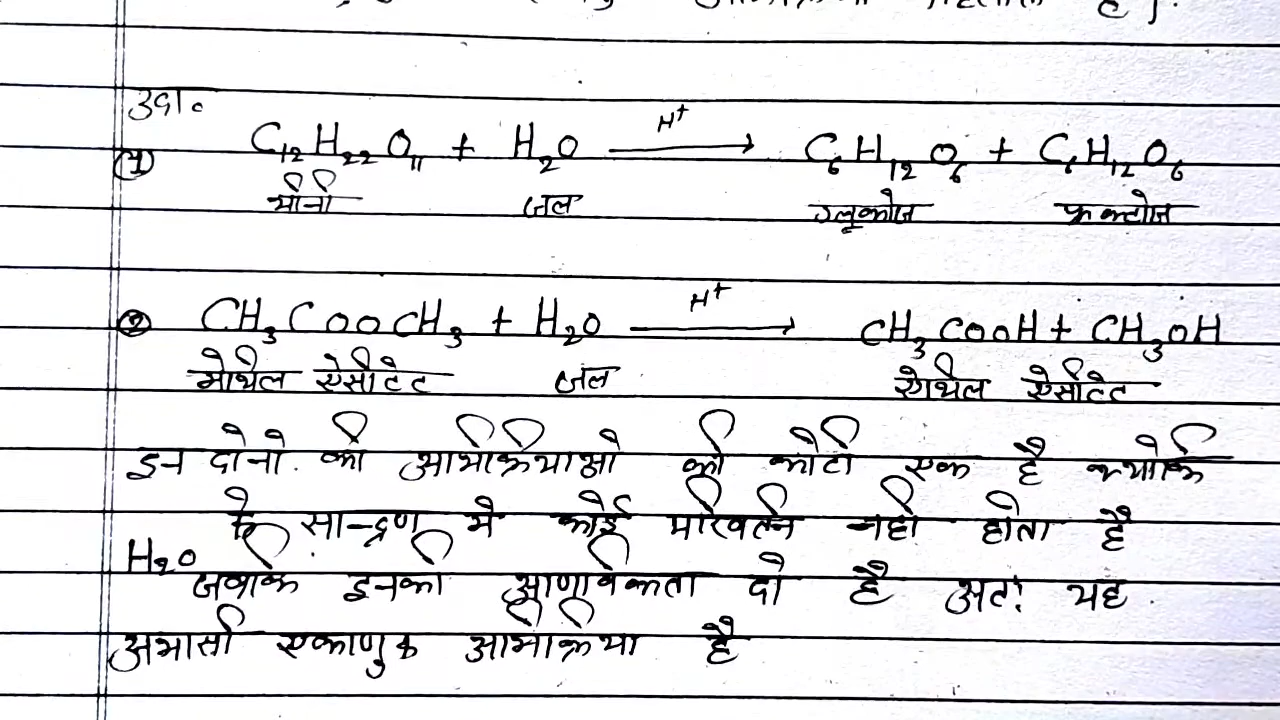 है।
उदा०
(1) C₁₂H₂₂O₁₁ + H₂O —H⁺→ C₆H₁₂O₆ + C₆H₁₂O₆
चीनी जल ग्लूकोज फ्रक्टोज
(2) CH₃COOCH₃ + H₂O —H⁺→ CH₃COOH + CH₃OH
मेथिल ऐसीटेट जल ऐथिल ऐसीटेट
इन दोनो की अभिक्रियाओ की कोटी एक है क्योकि
H₂O के सान्द्रण मे कोई परिवर्तन नही होता है
जबकि इनकी आणविकता दो है अतः यह
अभासी एकाणुक अभिक्रिया है